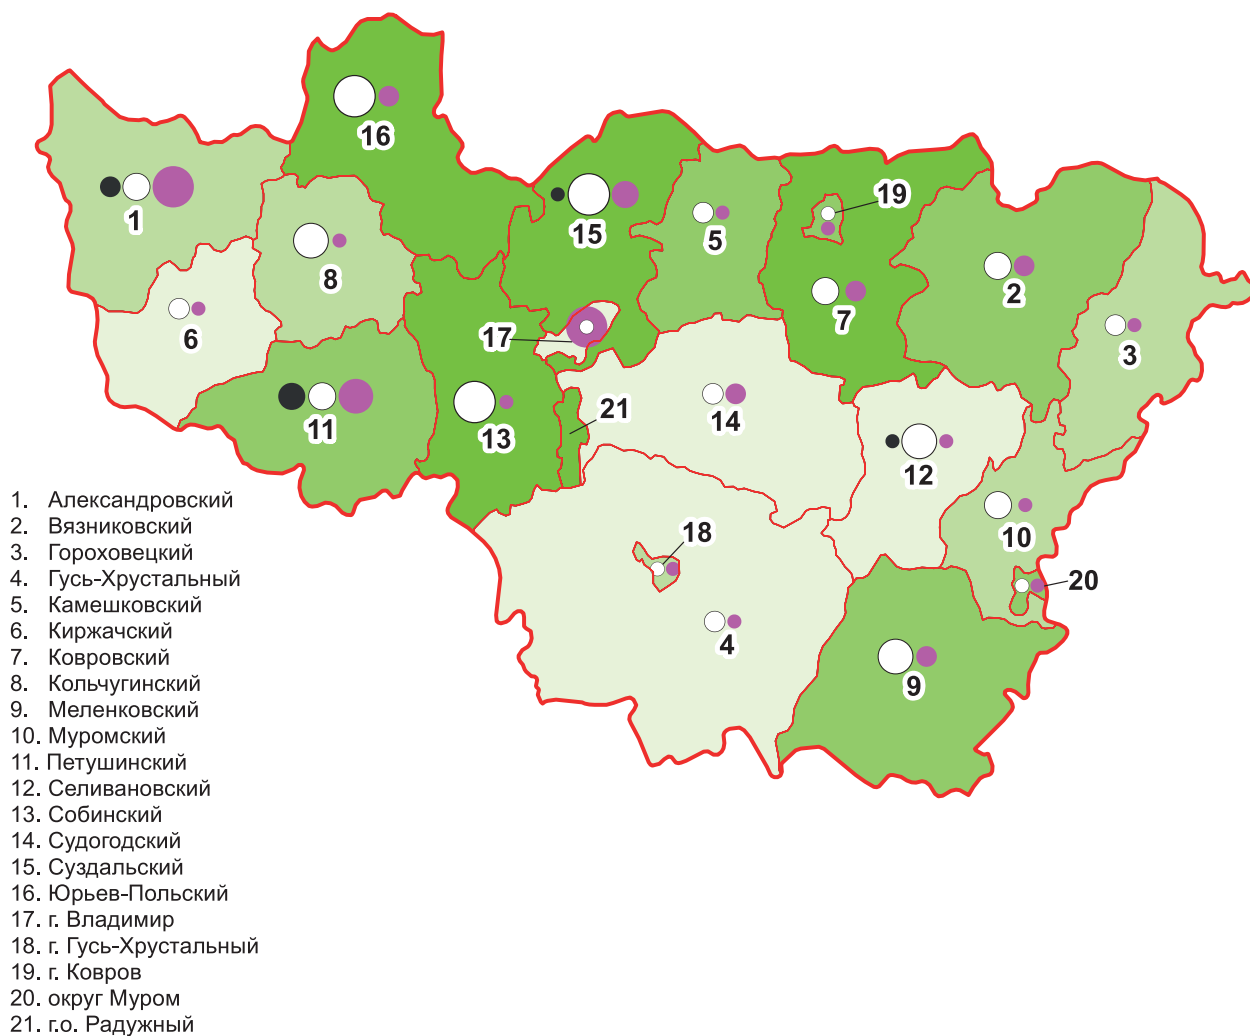 16
19
1
15
5
8
2
6
7
17
3
21
14
11
13
12
18
10
20
4
9
1. Александровский
2. Вязниковский
3. Гороховецкий
4. Гусь-Хрустальный
5. Камешковский
6. Киржачский
7. Ковровский
8. Кольчугинский
9. Меленковский
10. Муромский
11. Петушинский
12. Селивановский
13. Собинский
14. Судогодский
15. Суздальский
16. Юрьев-Польский
17. г. Владимир
18. г. Гусь-Хрустальный
19. г. Ковров
20. округ Муром
21. г.о. Радужный